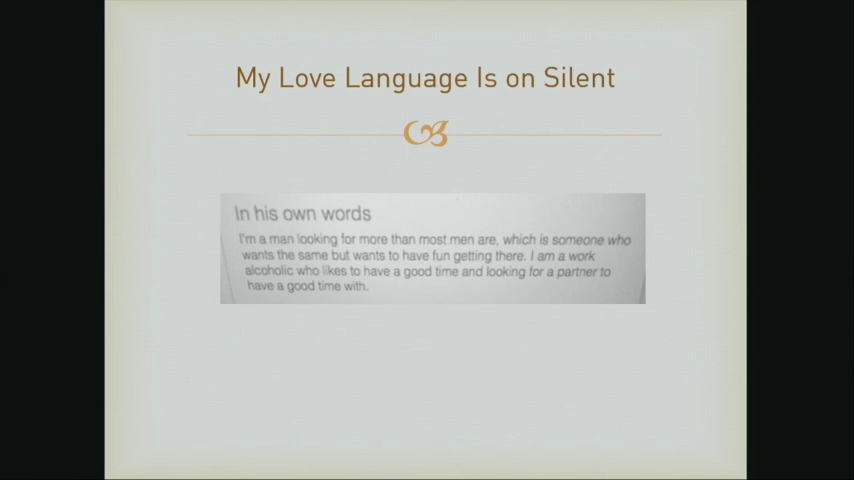 My Love Language Is on Silent
In his own words
I'm a man looking for more than most men are, which is someone who
wants the same but wants to have fun getting there. I am a work
alcoholic who likes to have a good time and looking for a partner to
have a good time with.